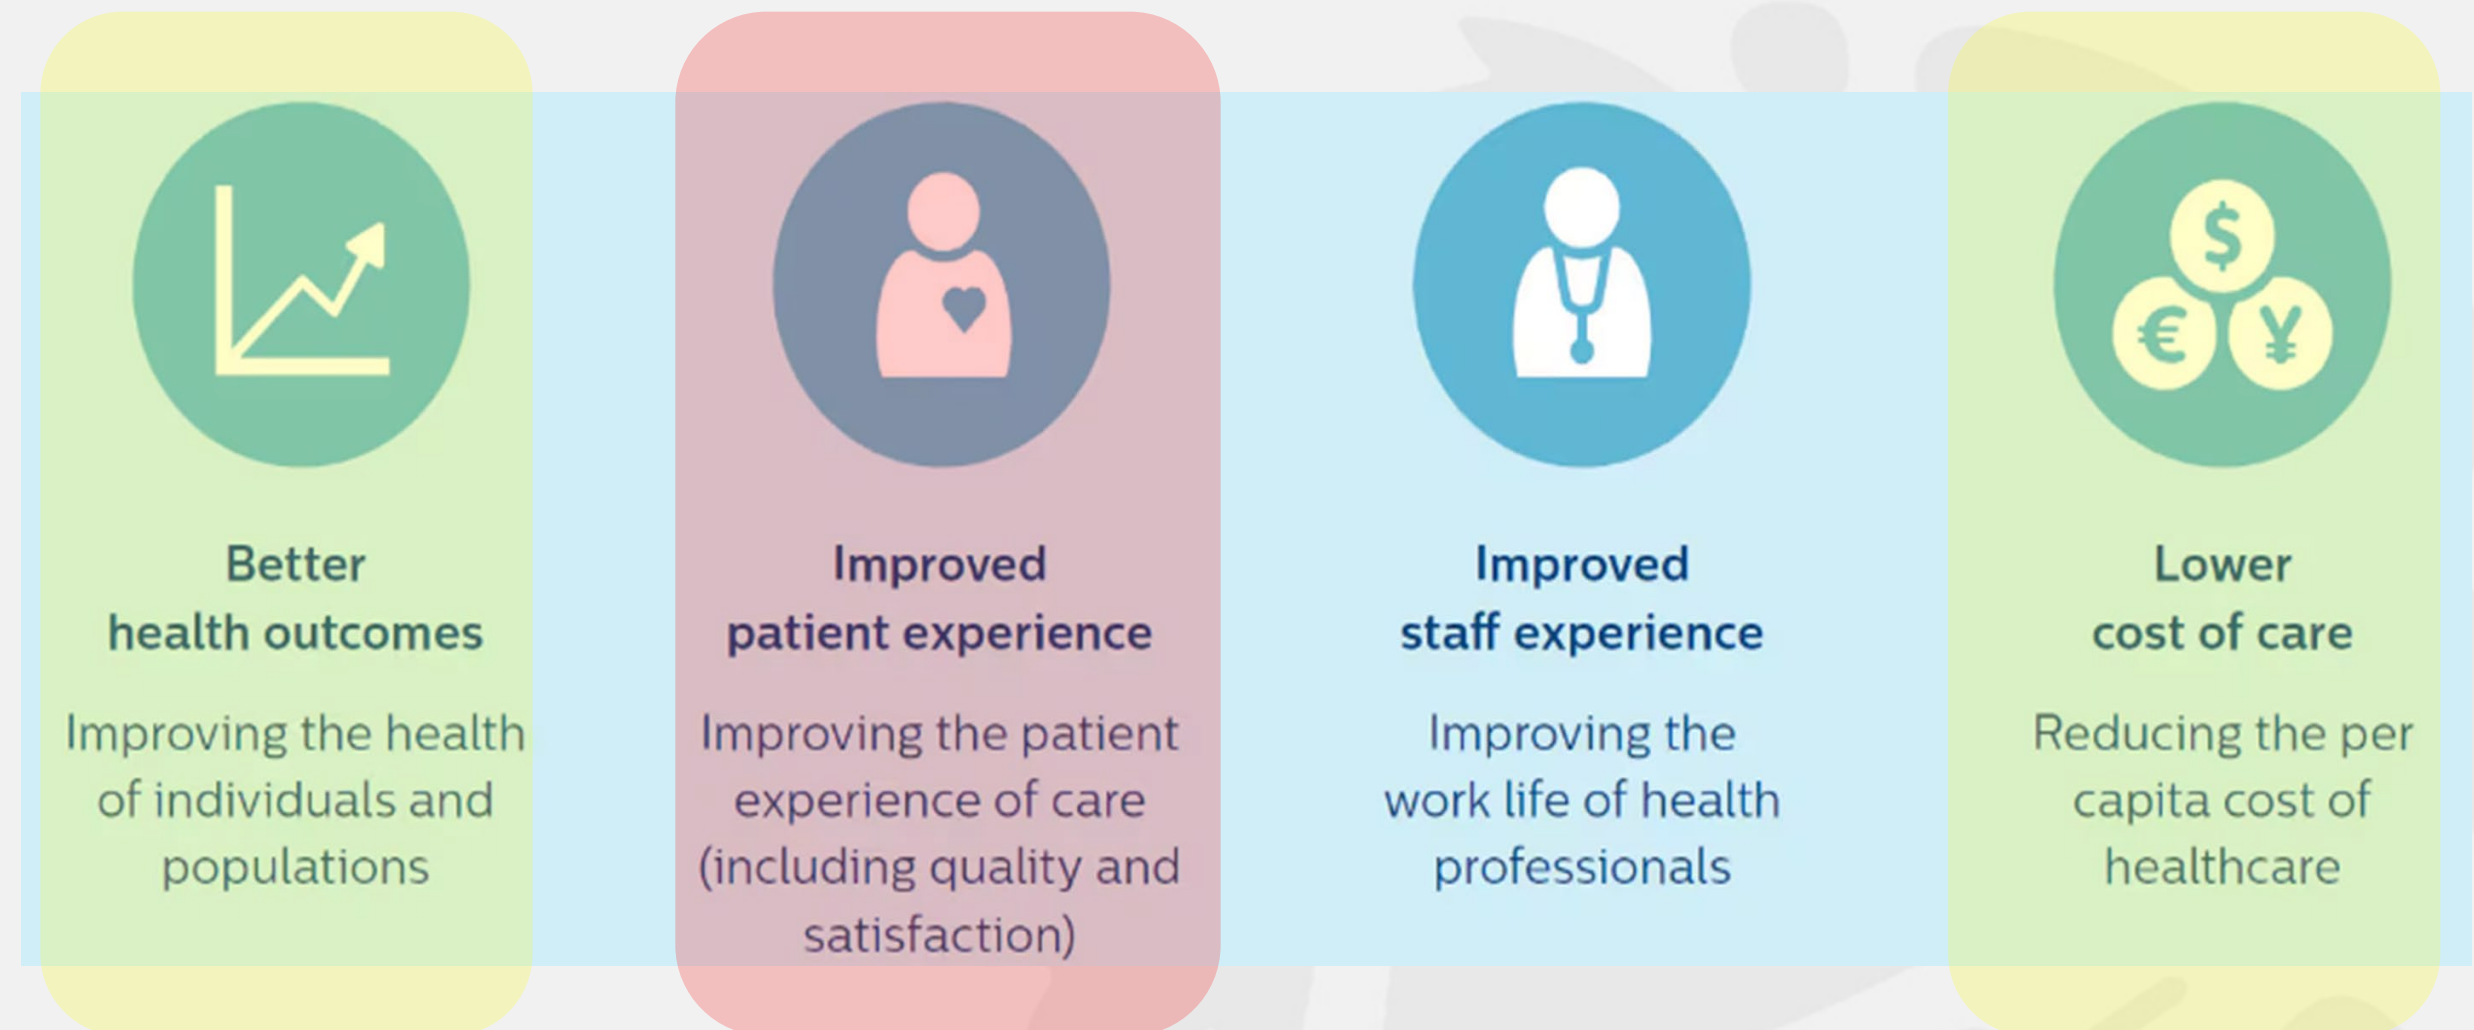 $
€ ¥
Better
health outcomes
Improving the health
of individuals and
populations
Improved
patient experience
Improving the patient
experience of care
(including quality and
satisfaction)
Improved
staff experience
Improving the
work life of health
professionals
Lower
cost of care
Reducing the per
capita cost of
healthcare